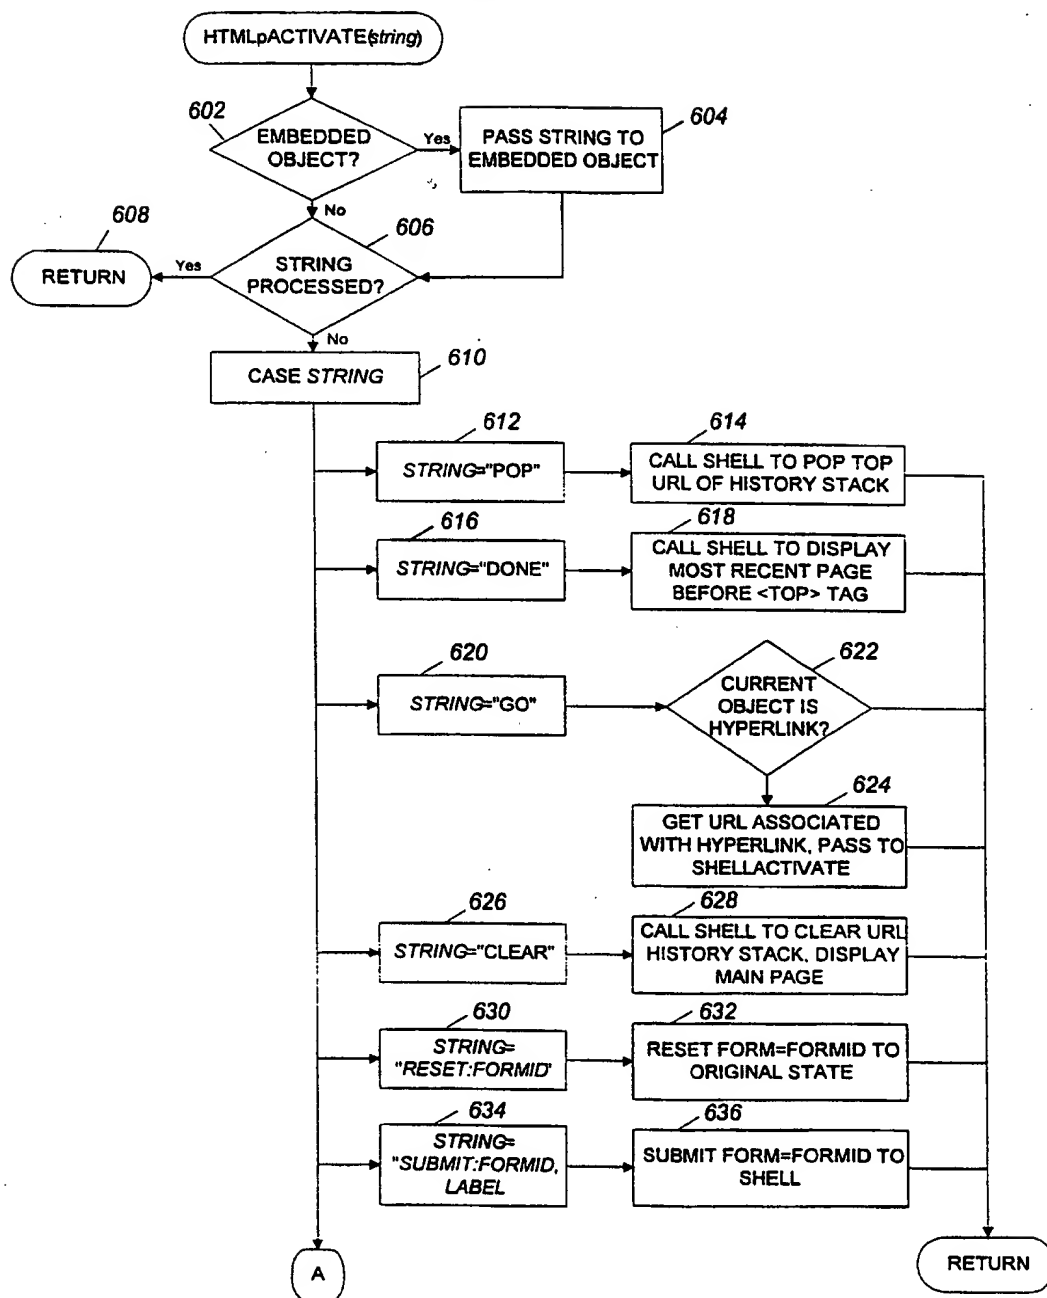 HTMLpACTIVATE(string)
602
EMBEDDED
OBJECT?
Yes
604
PASS STRING TO
EMBEDDED OBJECT
No
608
RETURN
Yes
606
STRING
PROCESSED?
No
610
CASE STRING
612
STRING="POP"
614
CALL SHELL TO POP TOP
URL OF HISTORY STACK
616
STRING="DONE"
618
CALL SHELL TO DISPLAY
MOST RECENT PAGE
BEFORE <TOP> TAG
620
STRING="GO"
622
CURRENT
OBJECT IS
HYPERLINK?
624
GET URL ASSOCIATED
WITH HYPERLINK, PASS TO
SHELLACTIVATE
626
STRING="CLEAR"
628
CALL SHELL TO CLEAR URL
HISTORY STACK, DISPLAY
MAIN PAGE
630
STRING=
"RESET:FORMID'
632
RESET FORM=FORMID TO
ORIGINAL STATE
634
STRING=
"SUBMIT:FORMID,
LABEL
636
SUBMIT FORM=FORMID TO
SHELL
A
RETURN